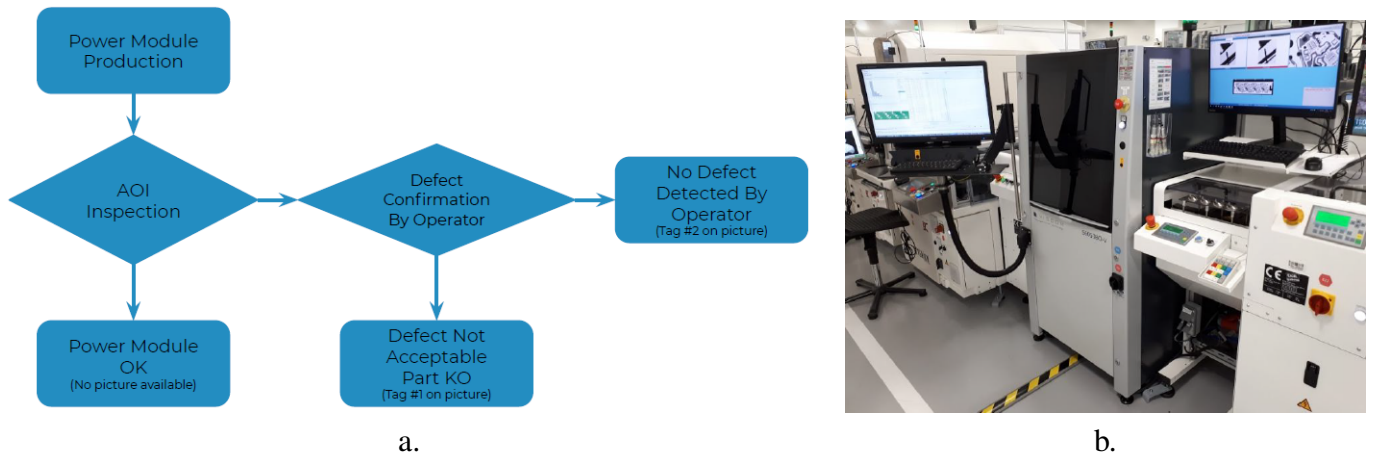 Power Module
Production
AOI
Inspection
Defect
Confirmation
By Operator
No Defect
Detected By
Operator
(Tag #2 on picture)
Power Module
OK
(No picture available)
Defect Not
Acceptable
Part KO
(Tag #1 on picture)
CE
a.
b.